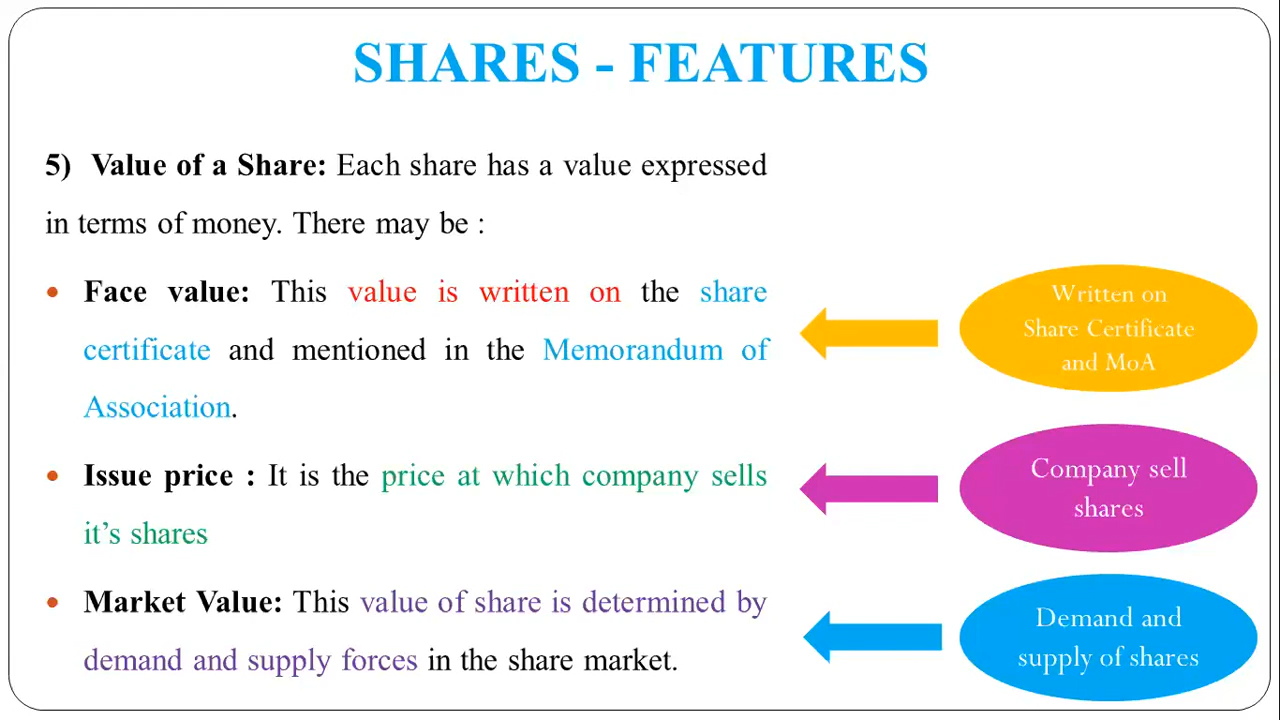 SHARES - FEATURES
5) Value of a Share: Each share has a value expressed
in terms of money. There may be :
• Face value: This value is written on the share
certificate and mentioned in the Memorandum of
Association.
• Issue price : It is the price at which company sells
it’s shares
• Market Value: This value of share is determined by
demand and supply forces in the share market.
Written on
Share Certificate
and MoA
Company sell
shares
Demand and
supply of shares